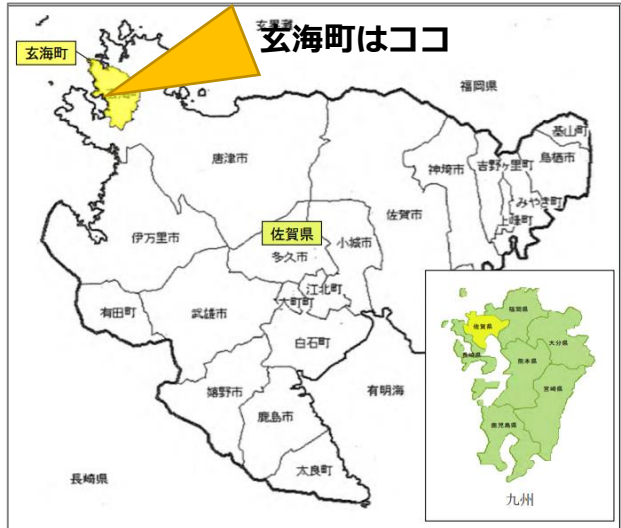 玄海町はココ
玄海町
福岡県
基山町
鳥栖市
吉野ヶ里町
神埼市
みやき町
上峰町
唐津市
佐賀市
伊万里市
佐賀県
多久市
小城市
江北町
大町町
有田町
武雄市
白石町
嬉野市
鹿島市
有明海
太良町
長崎県
福岡県
佐賀県
長崎県
大分県
熊本県
宮崎県
鹿児島県
九州